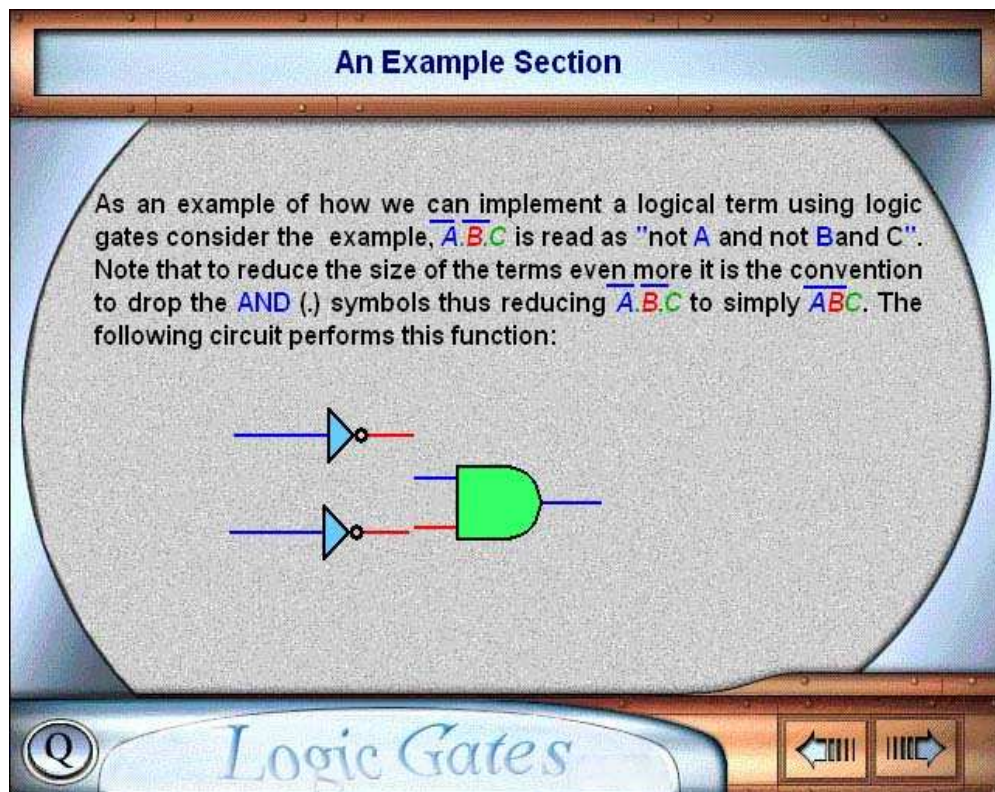 An Example Section
As an example of how we can implement a logical term using logic
gates consider the example, A̅.B̅.C is read as "not A and not Band C".
Note that to reduce the size of the terms even more it is the convention
to drop the AND (.) symbols thus reducing A̅.B̅.C to simply A̅B̅C. The
following circuit performs this function:
Q
Logic Gates